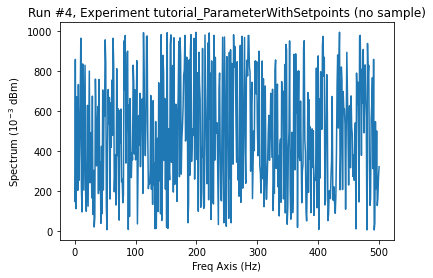 Run #4, Experiment tutorial_ParameterWithSetpoints (no sample)
1000
800
600
400
200
0
Spectrum (10⁻³ dBm)
0 100 200 300 400 500
Freq Axis (Hz)